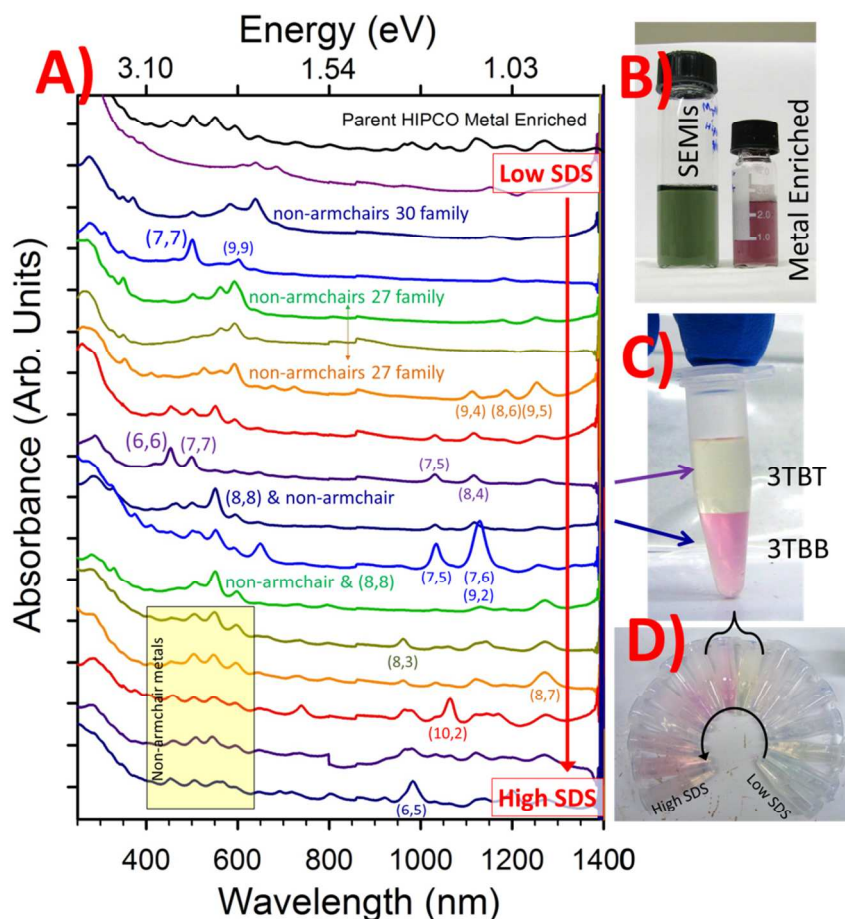 Energy (eV)
3.10
1.54
1.03
A)
Parent HIPCO Metal Enriched
Low SDS
non-armchairs 30 family
(7,7)
(9,9)
non-armchairs 27 family
non-armchairs 27 family
(9,4)
(8,6)
(9,5)
(6,6)
(7,7)
(7,5)
(8,4)
(8,8) & non-armchair
(7,5)
(7,6)
(9,2)
non-armchair & (8,8)
Non-armchair metals
(8,3)
(8,7)
(10,2)
High SDS
(6,5)
Absorbance (Arb. Units)
400
600
800
1000
1200
1400
Wavelength (nm)
B)
SEMIs
Metal Enriched
2.0
1.0
C)
3TBT
3TBB
D)
High SDS
Low SDS